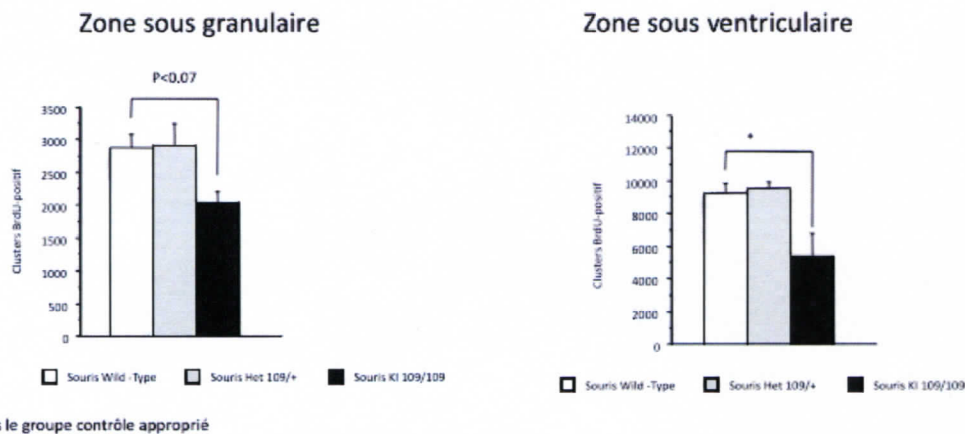 Zone sous granulaire
P<0.07
3500
3000
2500
2000
1500
1000
500
0
Clusters BrdU-positif
Souris Wild -Type
Souris Het 109/+
Souris KI 109/109
Zone sous ventriculaire
*
14000
12000
10000
8000
6000
4000
2000
0
Clusters BrdU-positif
Souris Wild -Type
Souris Het 109/+
Souris KI 109/109
le groupe contrôle approprié